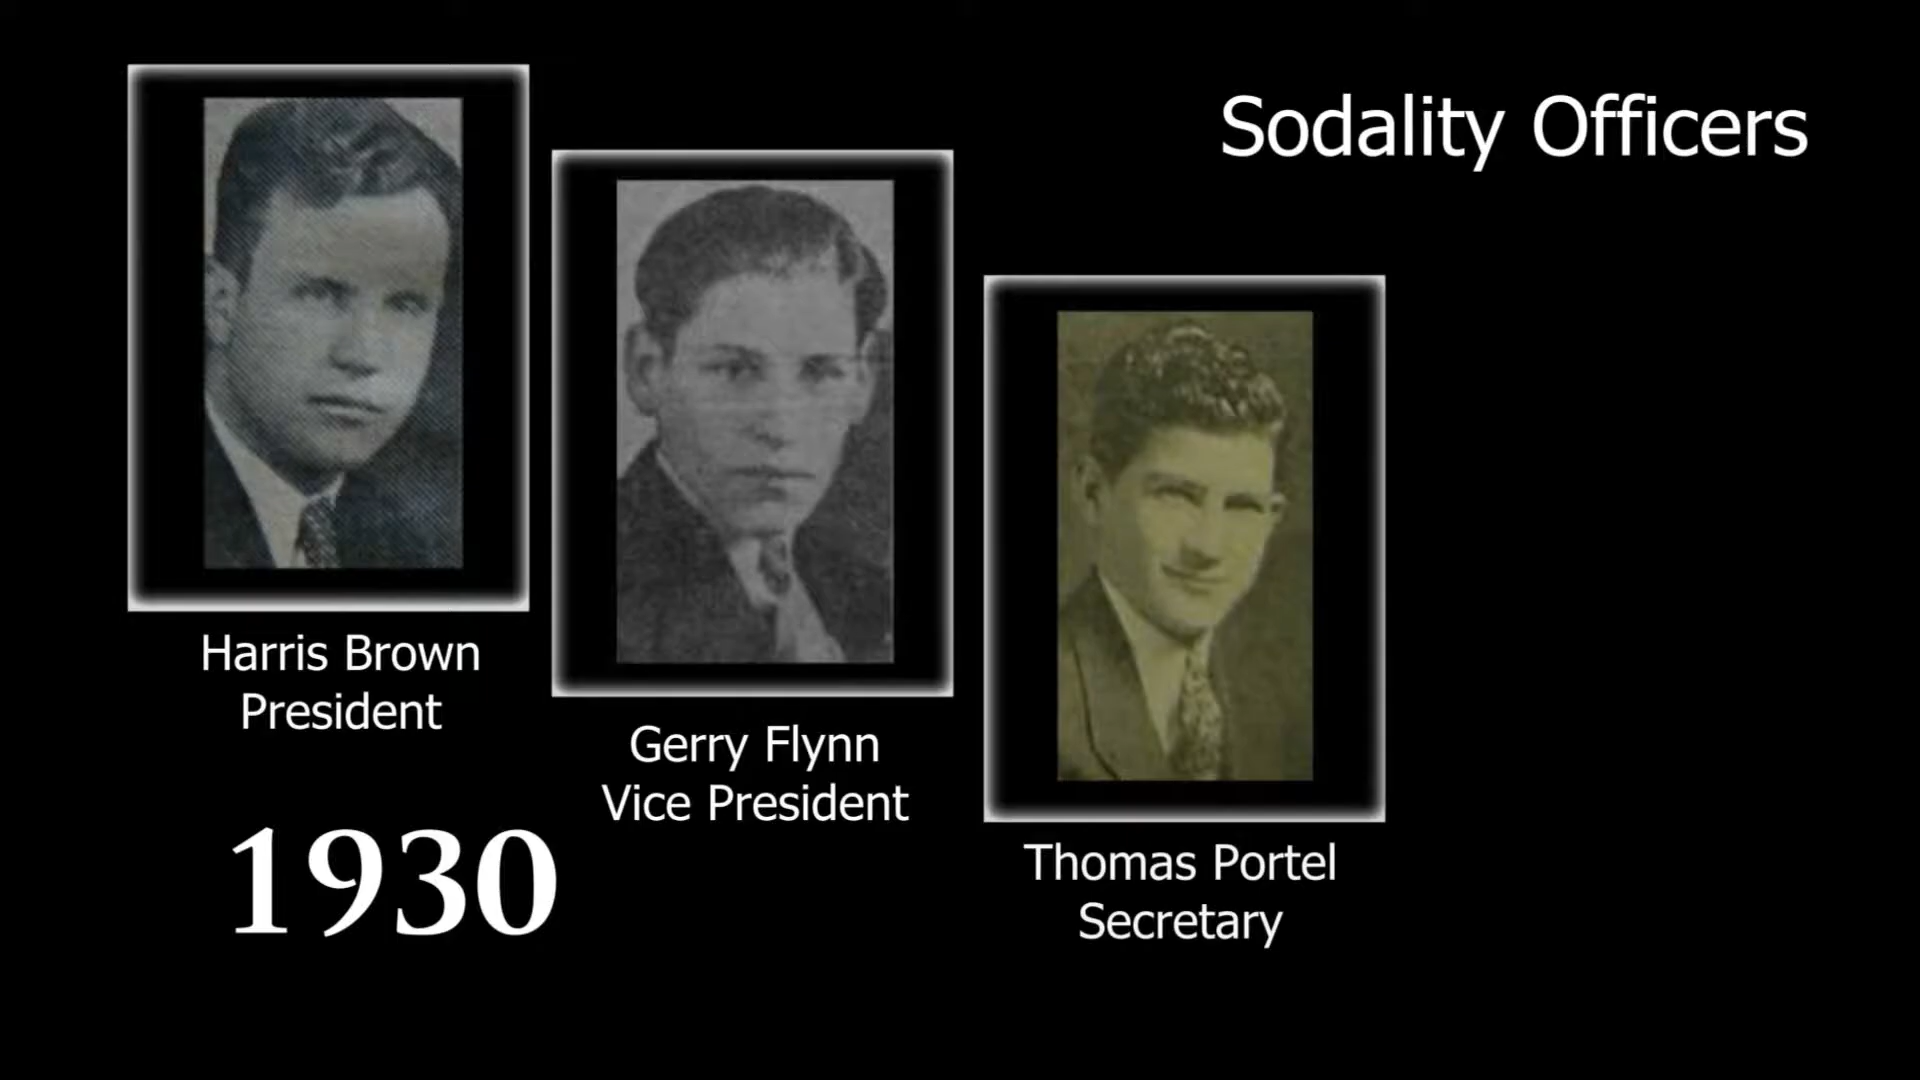 Sodality Officers
Harris Brown
President
Gerry Flynn
Vice President
Thomas Portel
Secretary
1930